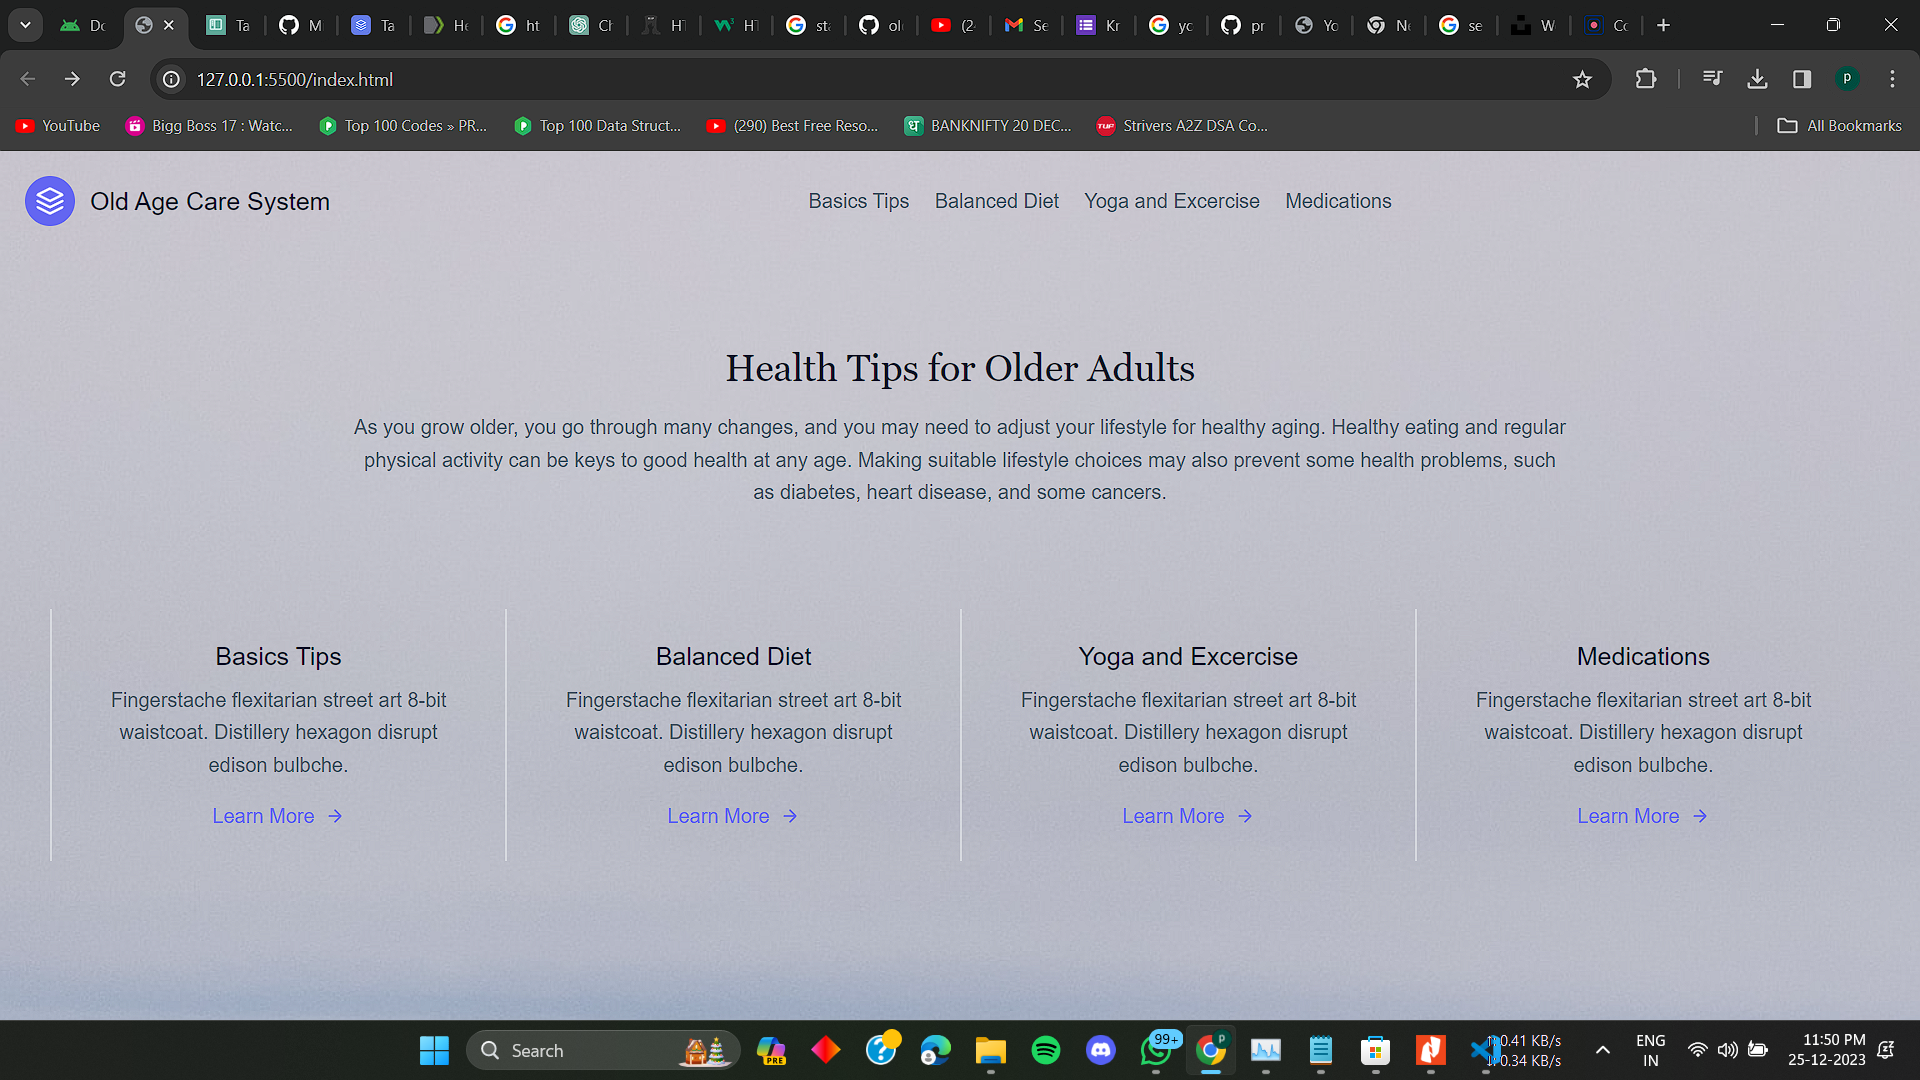 Dc
Ta
M
Ta
He
ht
Ch
HT
HT
sta
old
(2
Se
Kr
yc
pr
Yo
Ne
se
W
Co
127.0.0.1:5500/index.html
p
YouTube
Bigg Boss 17 : Watc...
Top 100 Codes » PR...
Top 100 Data Struct...
(290) Best Free Reso...
BANKNIFTY 20 DEC...
Strivers A2Z DSA Co...
All Bookmarks
Old Age Care System
Basics Tips
Balanced Diet
Yoga and Excercise
Medications
Health Tips for Older Adults
As you grow older, you go through many changes, and you may need to adjust your lifestyle for healthy aging. Healthy eating and regular
physical activity can be keys to good health at any age. Making suitable lifestyle choices may also prevent some health problems, such
as diabetes, heart disease, and some cancers.
Basics Tips
Fingerstache flexitarian street art 8-bit
waistcoat. Distillery hexagon disrupt
edison bulbche.
Learn More
Balanced Diet
Fingerstache flexitarian street art 8-bit
waistcoat. Distillery hexagon disrupt
edison bulbche.
Learn More
Yoga and Excercise
Fingerstache flexitarian street art 8-bit
waistcoat. Distillery hexagon disrupt
edison bulbche.
Learn More
Medications
Fingerstache flexitarian street art 8-bit
waistcoat. Distillery hexagon disrupt
edison bulbche.
Learn More
Search
PRE
99+
P
0.41 KB/s
0.34 KB/s
ENG
IN
11:50 PM
25-12-2023